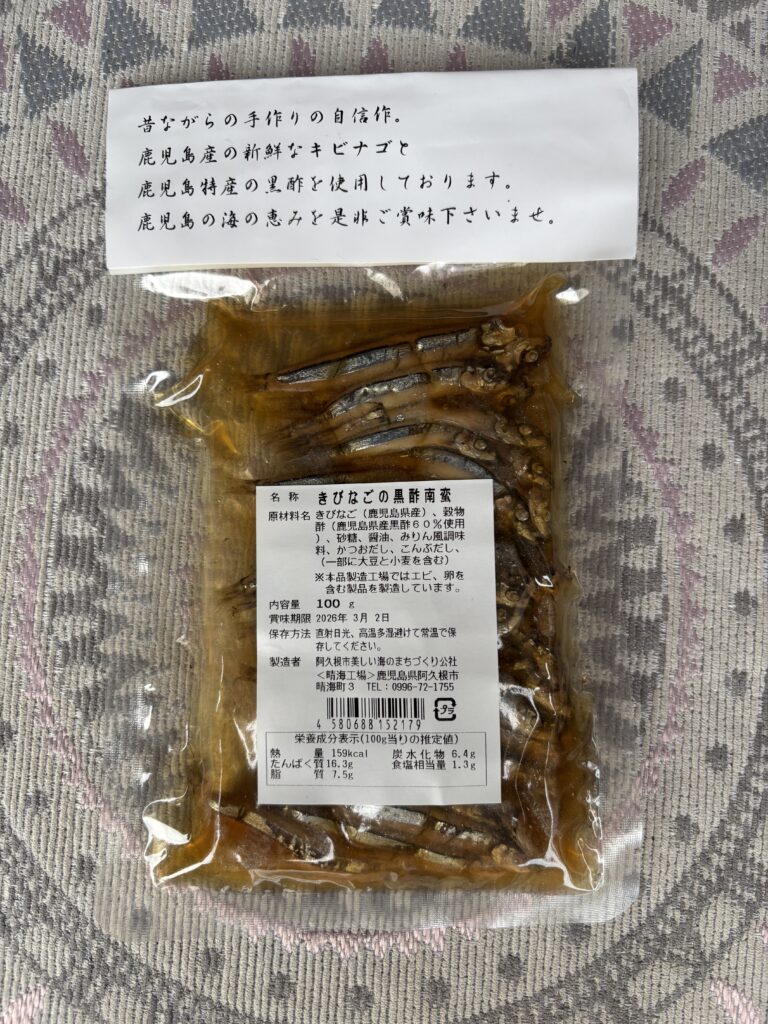 昔ながらの手作りの自信作。
鹿児島産の新鮮なキビナゴと
鹿児島特産の黒酢を使用しております。
鹿児島の海の恵みを是非ご賞味下さいませ。
名 称 きびなごの黒酢南蛮
原材料名 きびなご(鹿児島県産)、穀物
酢(鹿児島県産黒酢60%使用
)、砂糖、醤油、みりん風調味
料、かつおだし、こんぶだし、
(一部に大豆と小麦を含む)
※本品製造工場ではエビ、卵を
含む製品を製造しています。
内容量 100 g
賞味期限 2026年 3月 2日
保存方法 直射日光、高温多湿避けて常温で保
存してください。
製造者 阿久根市美しい海のまちづくり公社
<晴海工場>鹿児島県阿久根市
晴海町3 TEL:0996-72-1755
4 580688 152179
プラ
栄養成分表示(100g当りの推定値)
熱 量 159kcal 炭水化物 6.4g
たんぱく質 16.3g 食塩相当量 1.3g
脂 質 7.5g